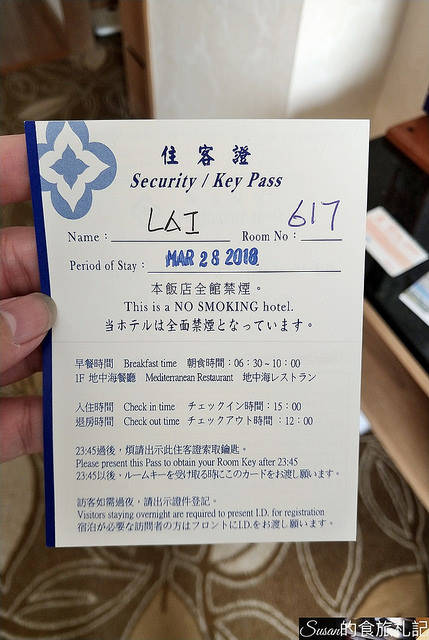 住客證
Security / Key Pass
Name： LAI Room No： 617
Period of Stay： MAR 28 2018
本飯店全館禁煙。
This is a NO SMOKING hotel.
当ホテルは全面禁煙となっています。
早餐時間 Breakfast time 朝食時間：06：30～10：00
1F 地中海餐廳 Mediterranean Restaurant 地中海レストラン
入住時間 Check in time チェックイン時間：15：00
退房時間 Check out time チェックアウト時間：12：00
23:45過後，煩請出示此住客證索取鑰匙。
Please present this Pass to obtain your Room Key after 23:45
23:45以後，ルームキーを受け取る時にこのカードをお渡し願います。
訪客如需過夜，請出示證件登記。
Visitors staying overnight are required to present I.D. for registration
宿泊が必要な訪問者の方はフロントにI.D.をお渡し願います。
Susan的食旅札記